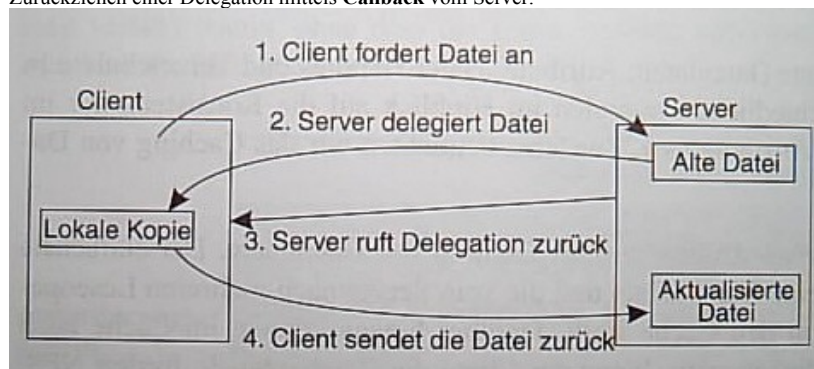 Zurückziehen einer Delegation mittels Callback vom Server:
1. Client fordert Datei an
Client
Server
2. Server delegiert Datei
Alte Datei
Lokale Kopie
3. Server ruft Delegation zurück
Aktualisierte
Datei
4. Client sendet die Datei zurück